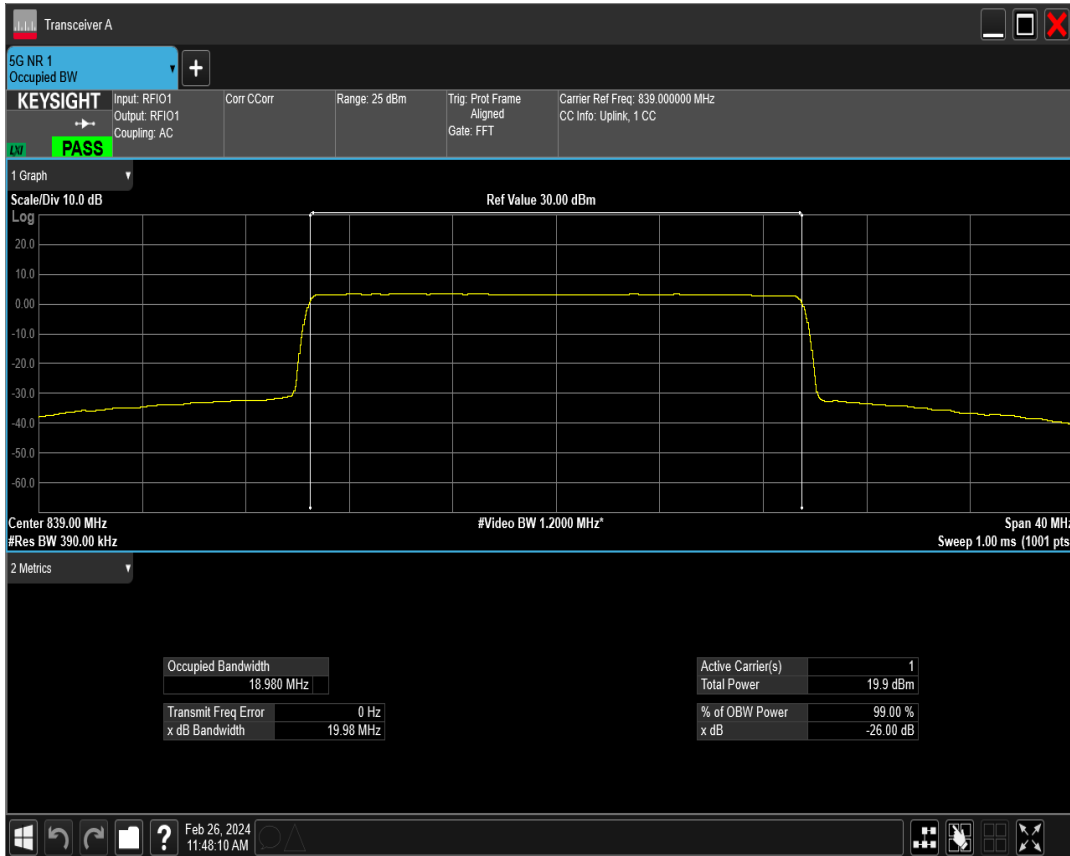 Transceiver A
5G NR 1
Occupied BW
KEYSIGHT
LXI
PASS
Input: RFIO1
Output: RFIO1
Coupling: AC
Corr CCorr
Range: 25 dBm
Trig: Prot Frame
Aligned
Gate: FFT
Carrier Ref Freq: 839.000000 MHz
CC Info: Uplink, 1 CC
1 Graph
Scale/Div 10.0 dB
Ref Value 30.00 dBm
Log
20.0
10.0
0.00
-10.0
-20.0
-30.0
-40.0
-50.0
-60.0
Center 839.00 MHz
#Video BW 1.2000 MHz*
Span 40 MHz
#Res BW 390.00 kHz
Sweep 1.00 ms (1001 pts
2 Metrics
Occupied Bandwidth
18.980 MHz
Transmit Freq Error 0 Hz
x dB Bandwidth 19.98 MHz
Active Carrier(s) 1
Total Power 19.9 dBm
% of OBW Power 99.00 %
x dB -26.00 dB
?
Feb 26, 2024
11:48:10 AM